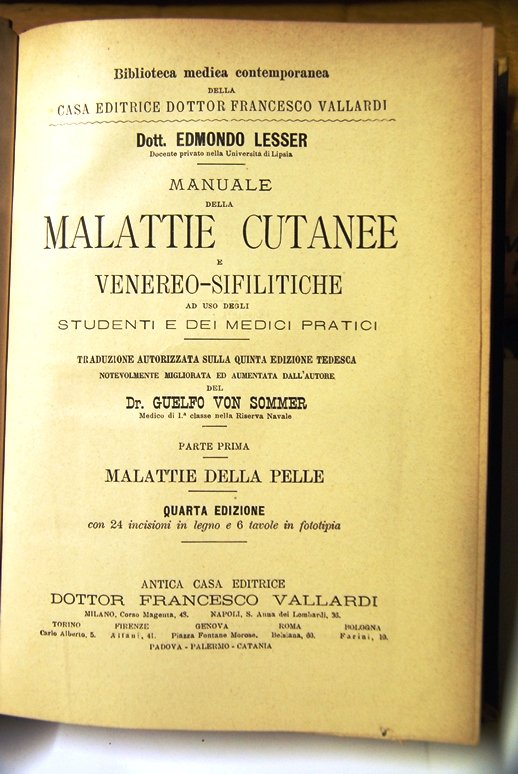 Biblioteca medica contemporanea
DELLA
CASA EDITRICE DOTTOR FRANCESCO VALLARDI
Dott. EDMONDO LESSER
Docente privato nella Università di Lipsia
MANUALE
DELLA
MALATTIE CUTANEE
E
VENEREO-SIFILITICHE
AD USO DEGLI
STUDENTI E DEI MEDICI PRATICI
TRADUZIONE AUTORIZZATA SULLA QUINTA EDIZIONE TEDESCA
NOTEVOLMENTE MIGLIORATA ED AUMENTATA DALL'AUTORE
DEL
Dr. GUELFO VON SOMMER
Medico di 1.ª classe nella Riserva Navale
PARTE PRIMA
MALATTIE DELLA PELLE
QUARTA EDIZIONE
con 24 incisioni in legno e 6 tavole in fototipia
ANTICA CASA EDITRICE
DOTTOR FRANCESCO VALLARDI
MILANO, Corso Magenta, 48. NAPOLI, S. Anna dei Lombardi, 36.
TORINO FIRENZE GENOVA ROMA BOLOGNA
Carlo Alberto, 5. Alfani, 41. Piazza Fontane Morose. Belsiana, 60. Farini, 10.
PADOVA - PALERMO - CATANIA